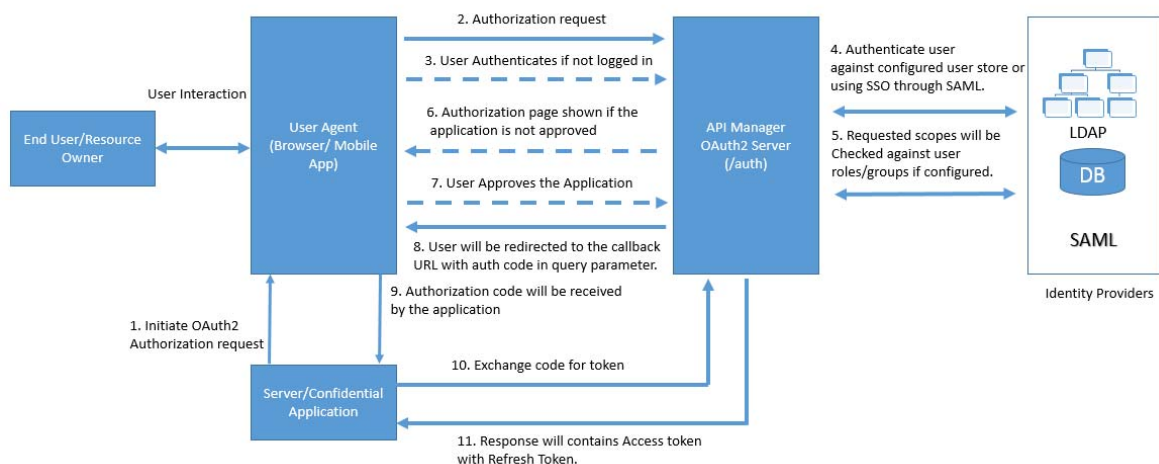 2. Authorization request
3. User Authenticates if not logged in
4. Authenticate user
against configured user store or
using SSO through SAML.
User Interaction
6. Authorization page shown if the
application is not approved
End User/Resource
Owner
User Agent
(Browser/ Mobile
App)
API Manager
OAuth2 Server
(/auth)
LDAP
5. Requested scopes will be
Checked against user
roles/groups if configured.
DB
7. User Approves the Application
SAML
8. User will be redirected to the callback
URL with auth code in query parameter.
9. Authorization code will be received
by the application
Identity Providers
1. Initiate OAuth2
Authorization request
10. Exchange code for token
Server/Confidential
Application
11. Response will contains Access token
with Refresh Token.